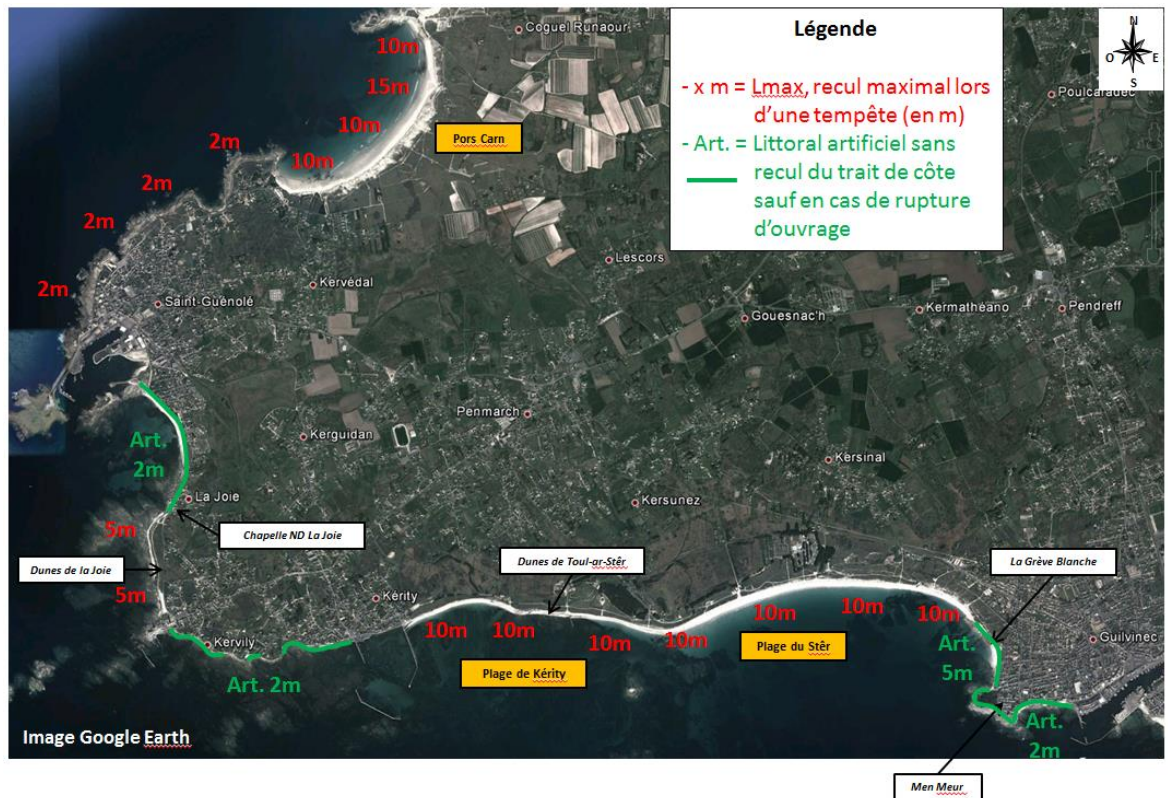 Légende
- x m = Lmax, recul maximal lors
d'une tempête (en m)
- Art. = Littoral artificiel sans
recul du trait de côte
sauf en cas de rupture
d'ouvrage
N
O
E
S
Coguel Runaour
Poulcaradec
10m
15m
10m
10m
Pors Carn
2m
2m
2m
2m
Lescors
Kervédal
Saint-Guénolé
Gouesnac'h
Kermathéano
Pendreff
Penmarch
Kerguidan
Art.
2m
Kersinal
La Joie
Kersunez
Chapelle ND La Joie
5m
Dunes de la Joie
5m
Dunes de Toul-ar-Stêr
La Grève Blanche
Kérity
10m
10m
10m
10m
10m
10m
10m
Kervily
Plage de Kérity
Plage du Stêr
Guilvinec
Art.
5m
Art. 2m
Art.
2m
Image Google Earth
Men Meur